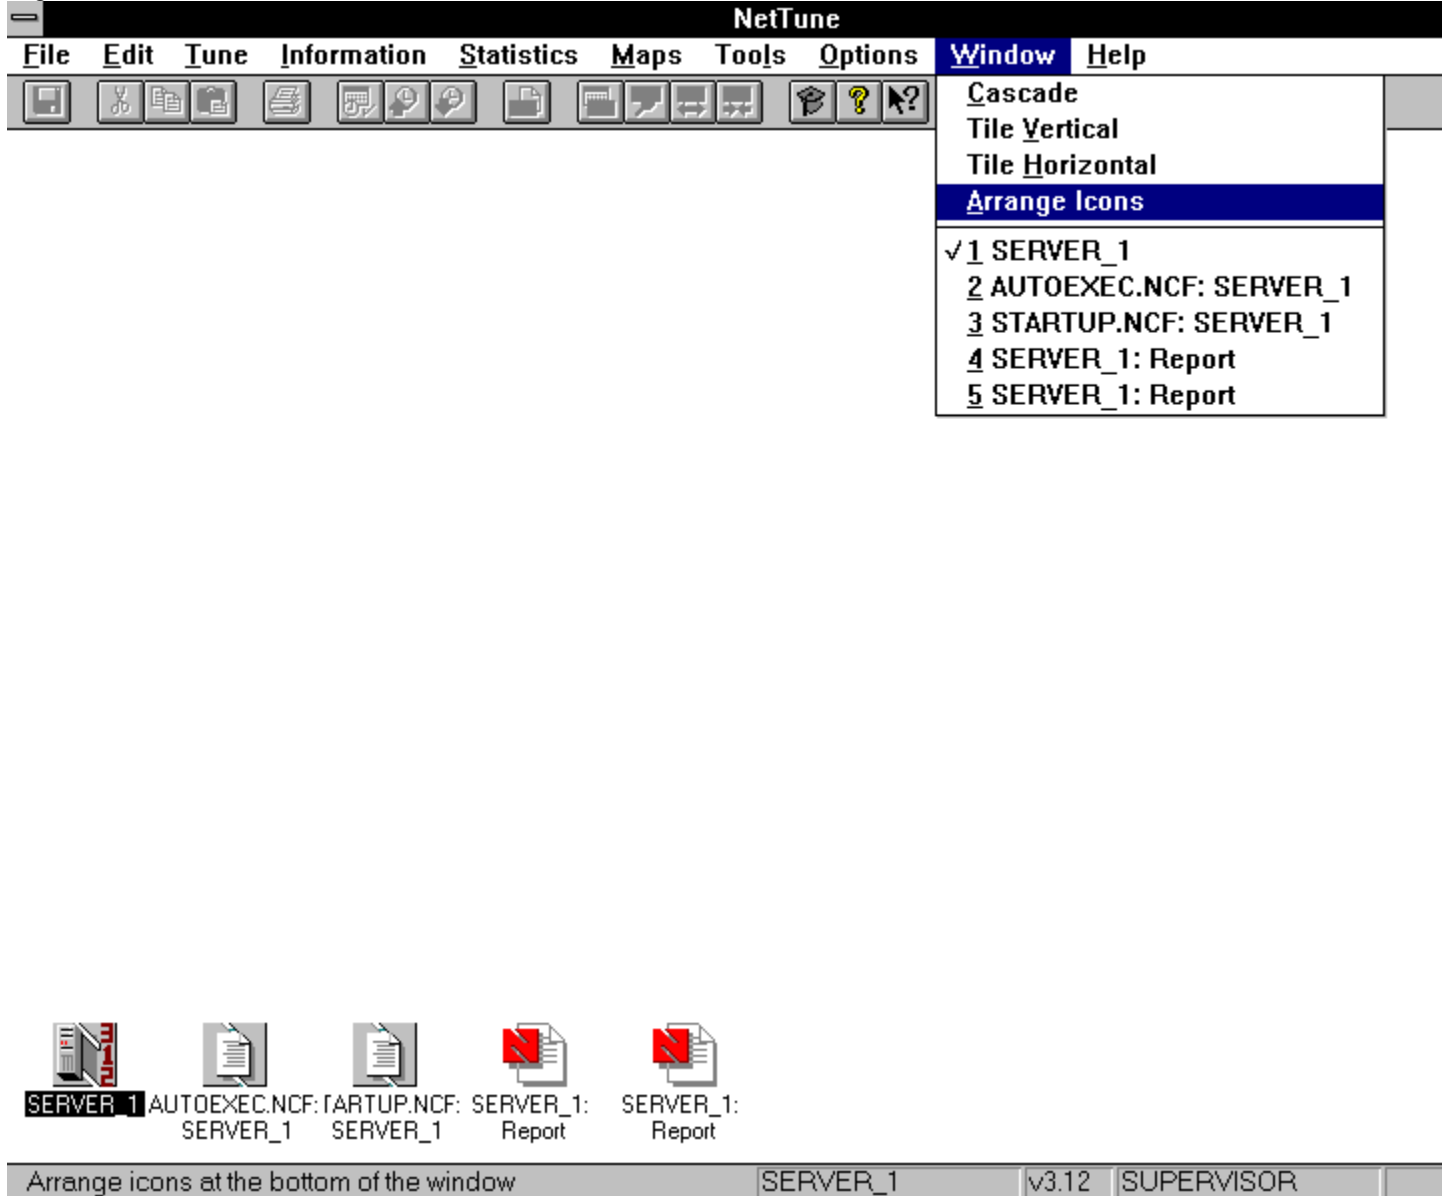 NetTune
File Edit Tune Information Statistics Maps Tools Options Window Help
Cascade
Tile Vertical
Tile Horizontal
Arrange Icons
√ 1 SERVER_1
2 AUTOEXEC.NCF: SERVER_1
3 STARTUP.NCF: SERVER_1
4 SERVER_1: Report
5 SERVER_1: Report
SERVER_1 AUTOEXEC.NCF: TARTUP.NCF: SERVER_1: SERVER_1:
SERVER_1 SERVER_1 Report Report
Arrange icons at the bottom of the window SERVER_1 v3.12 SUPERVISOR